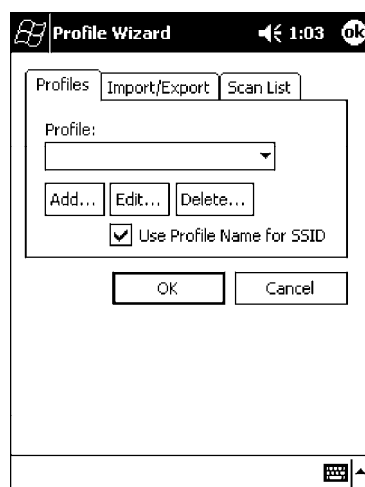 Profile Wizard 1:03 ok
Profiles Import/Export Scan List
Profile:
Add... Edit... Delete...
Use Profile Name for SSID
OK Cancel